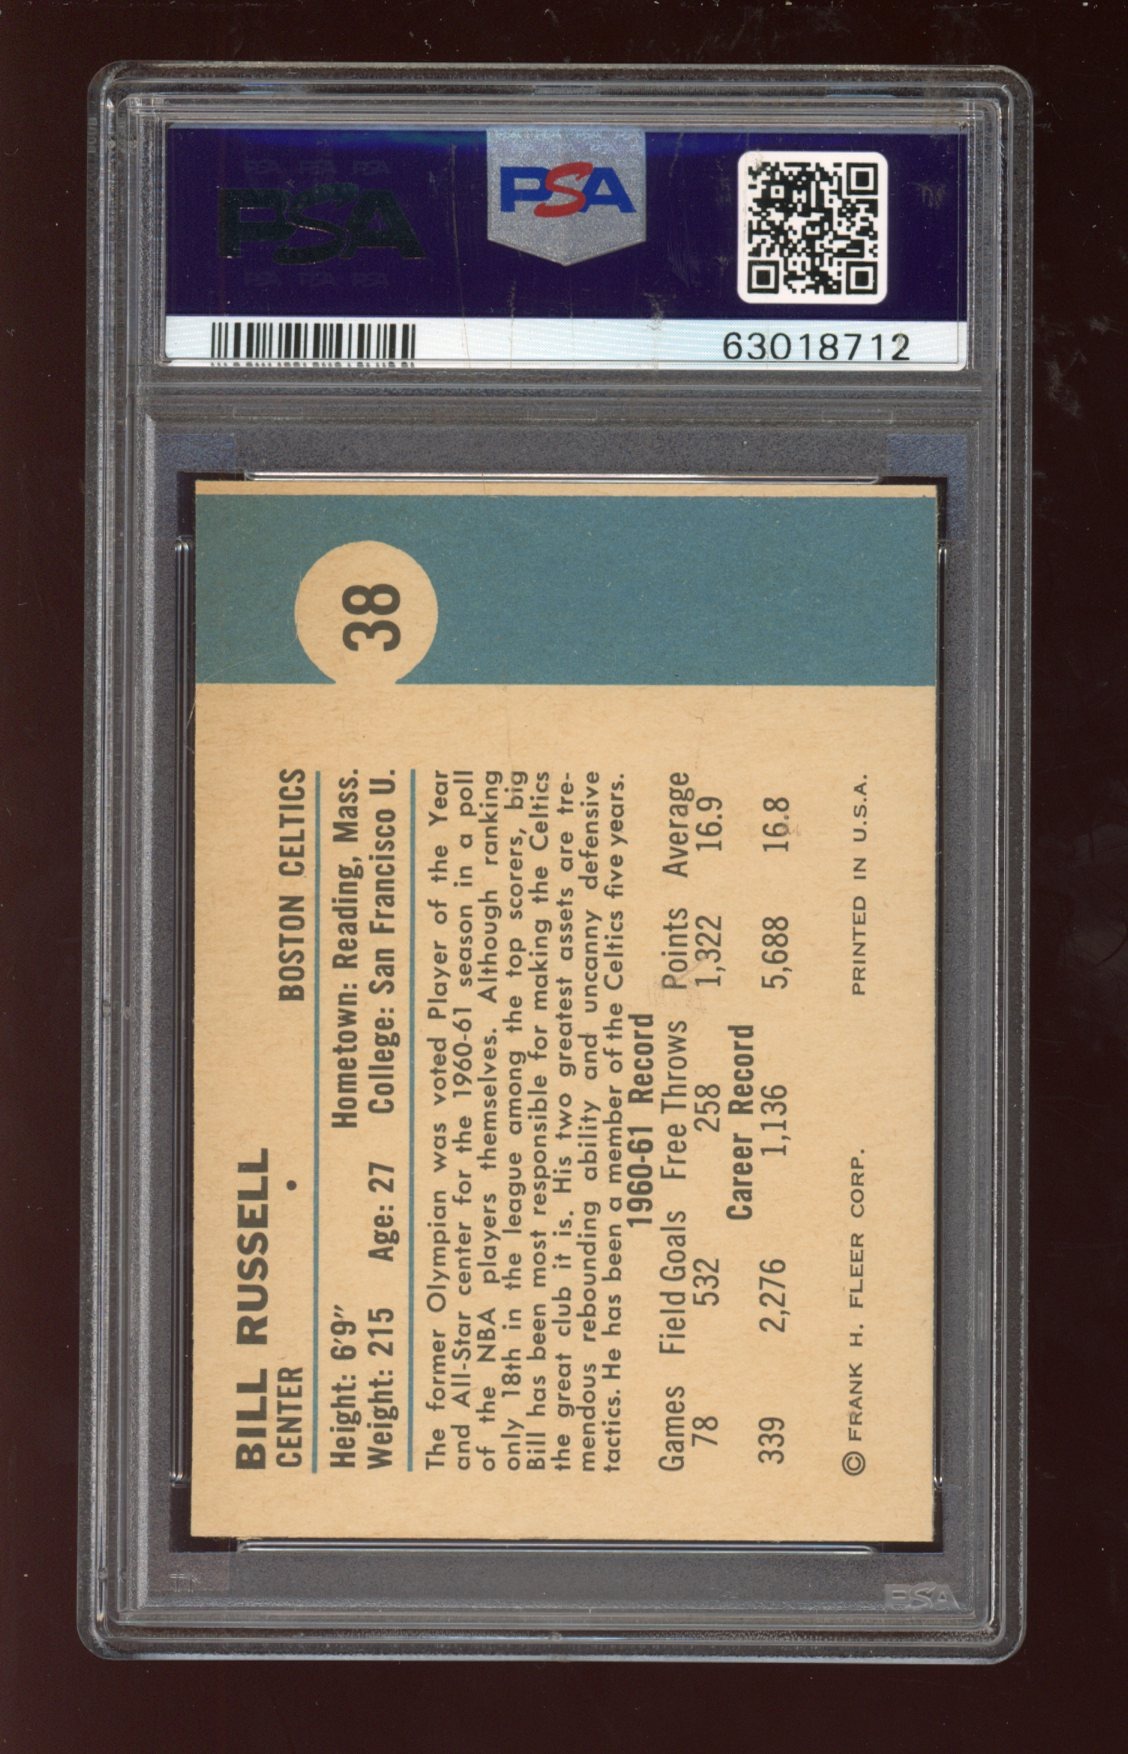 PSA
PSA
63018712
38
BILL RUSSELL
CENTER • BOSTON CELTICS
Height: 6'9" Hometown: Reading, Mass.
Weight: 215 Age: 27 College: San Francisco U.
The former Olympian was voted Player of the Year
and All-Star center for the 1960-61 season in a poll
of the NBA players themselves. Although ranking
only 18th in the league among the top scorers, big
Bill has been most responsible for making the Celtics
the great club it is. His two greatest assets are tre-
mendous rebounding ability and uncanny defensive
tactics. He has been a member of the Celtics five years.
1960-61 Record
Games Field Goals Free Throws Points Average
78 532 258 1,322 16.9
Career Record
339 2,276 1,136 5,688 16.8
© FRANK H. FLEER CORP. PRINTED IN U.S.A.
PSA